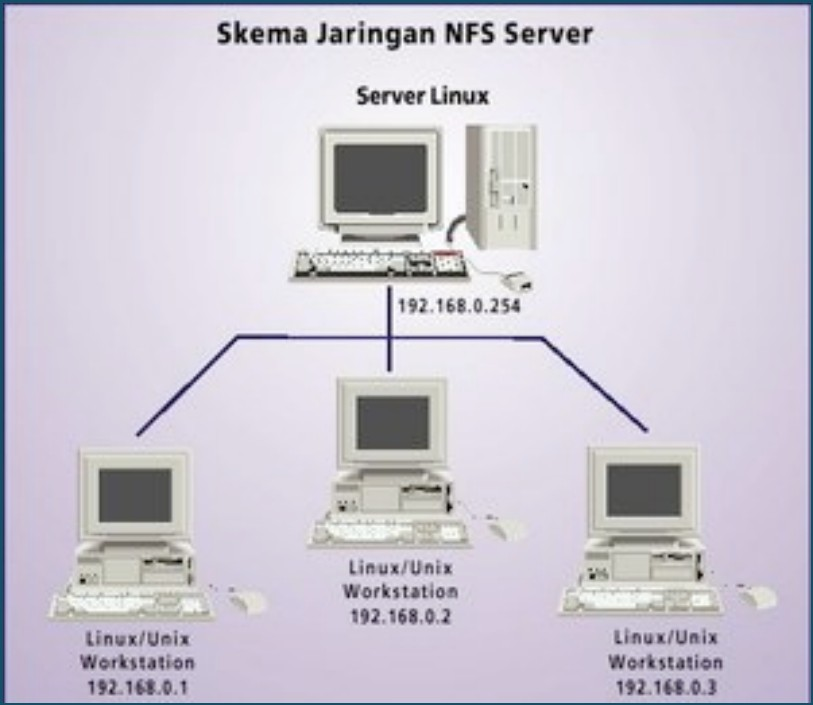 Skema Jaringan NFS Server
Server Linux
192.168.0.254
Linux/Unix
Workstation
192.168.0.2
Linux/Unix
Workstation
192.168.0.1
Linux/Unix
Workstation
192.168.0.3